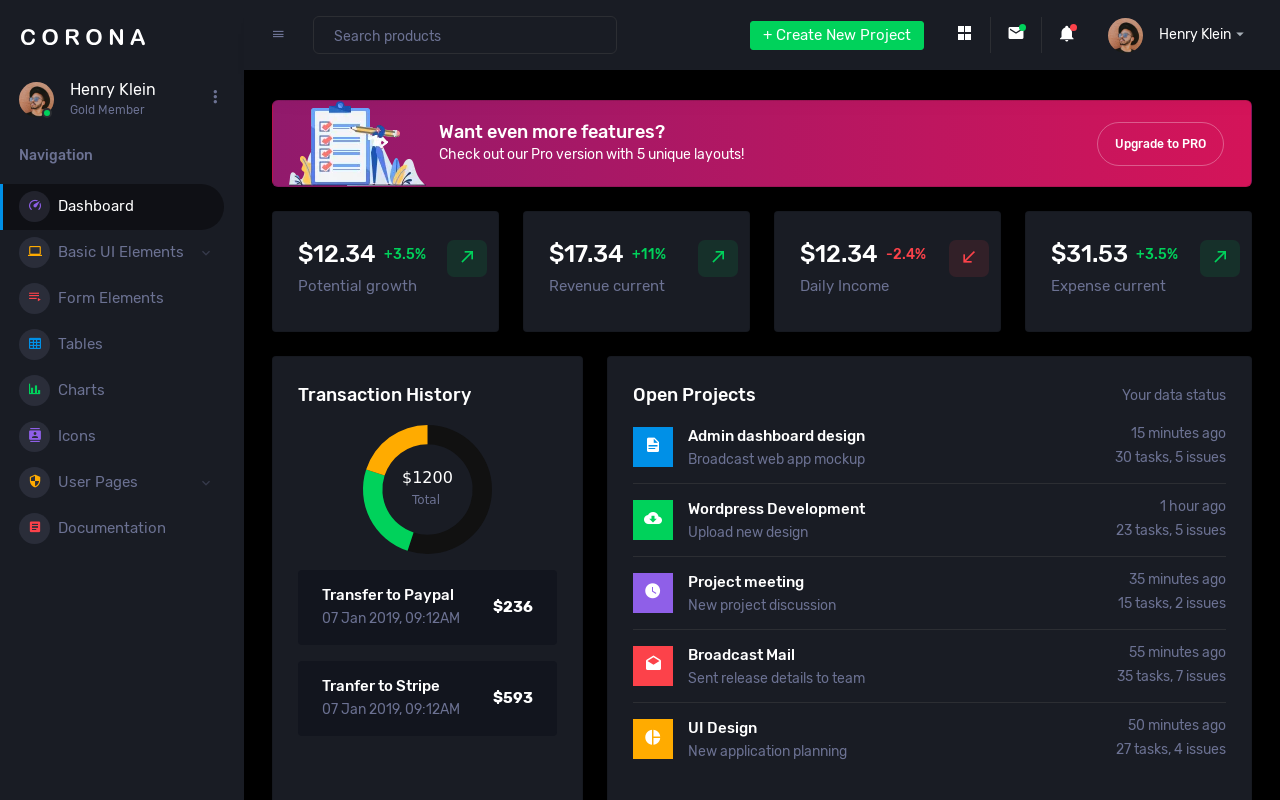 CORONA
Search products
+ Create New Project
Henry Klein
Henry Klein
Gold Member
Navigation
Dashboard
Basic UI Elements
Form Elements
Tables
Charts
Icons
User Pages
Documentation
Want even more features?
Check out our Pro version with 5 unique layouts!
Upgrade to PRO
$12.34 +3.5%
Potential growth
$17.34 +11%
Revenue current
$12.34 -2.4%
Daily Income
$31.53 +3.5%
Expense current
Transaction History
$1200
Total
Transfer to Paypal
07 Jan 2019, 09:12AM
$236
Tranfer to Stripe
07 Jan 2019, 09:12AM
$593
Open Projects
Your data status
Admin dashboard design
Broadcast web app mockup
15 minutes ago
30 tasks, 5 issues
Wordpress Development
Upload new design
1 hour ago
23 tasks, 5 issues
Project meeting
New project discussion
35 minutes ago
15 tasks, 2 issues
Broadcast Mail
Sent release details to team
55 minutes ago
35 tasks, 7 issues
UI Design
New application planning
50 minutes ago
27 tasks, 4 issues